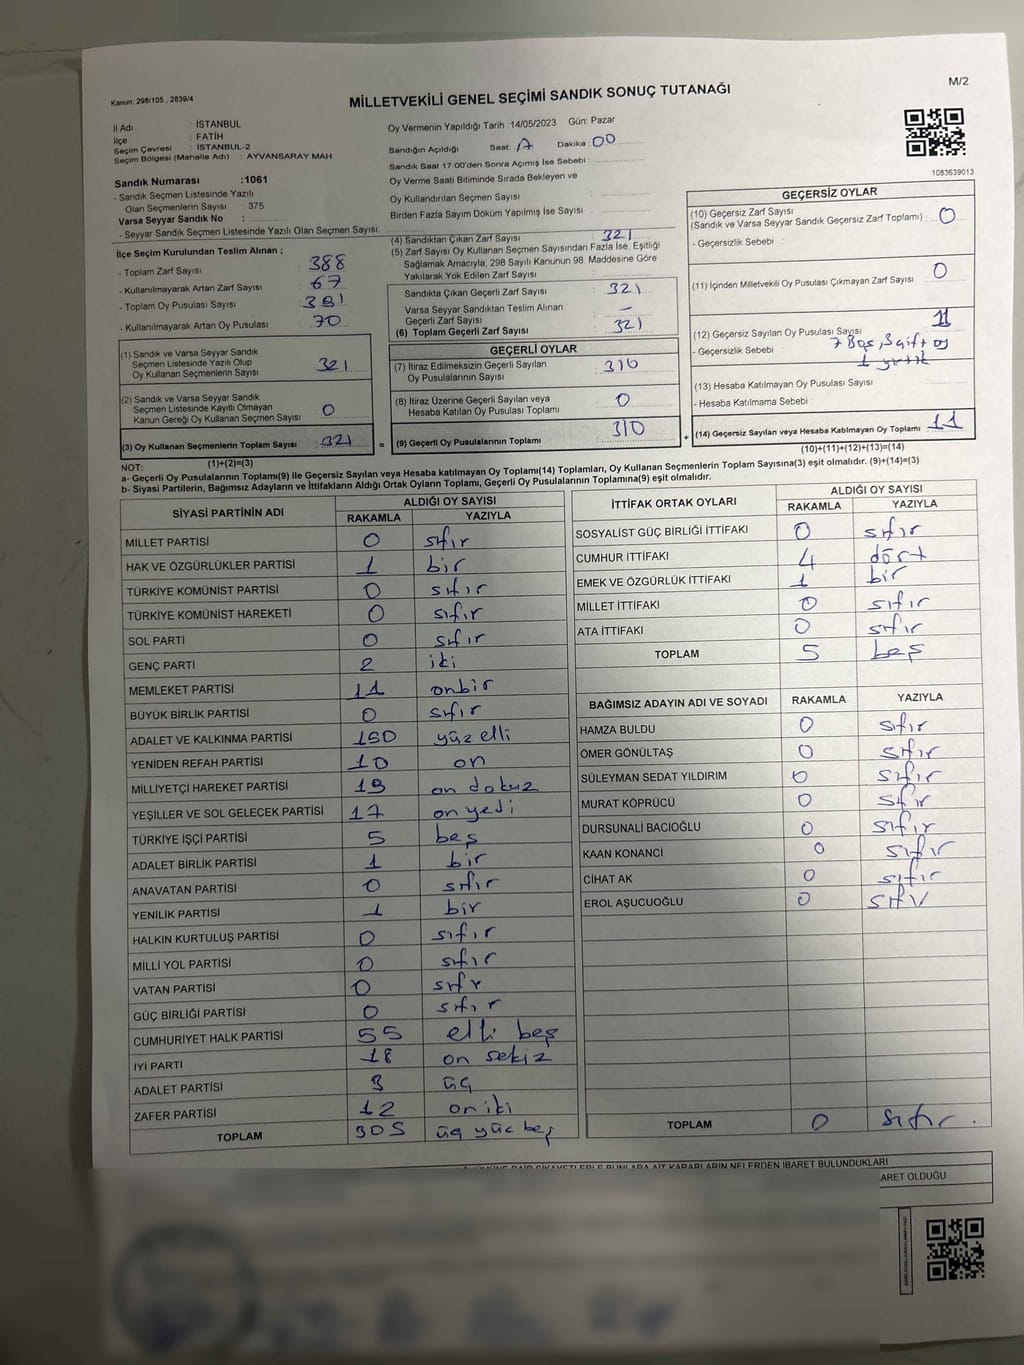 Kanun: 298/105 , 2839/4
MİLLETVEKİLİ GENEL SEÇİMİ SANDIK SONUÇ TUTANAĞI
M/2
İl Adı : İSTANBUL
İlçe : FATİH
Seçim Çevresi : İSTANBUL-2
Seçim Bölgesi (Mahalle Adı) : AYVANSARAY MAH.
Sandık Numarası :1061
- Sandık Seçmen Listesinde Yazılı
Olan Seçmenlerin Sayısı : 375
Varsa Seyyar Sandık No :
- Seyyar Sandık Seçmen Listesinde Yazılı Olan Seçmen Sayısı:
Oy Vermenin Yapıldığı Tarih :14/05/2023 Gün: Pazar
Sandığın Açıldığı Saat: Dakika: 00
Sandık Saat 17:00'den Sonra Açımış İse Sebebi :
Oy Verme Saati Bitiminde Sırada Bekleyen ve
Oy Kullandırılan Seçmen Sayısı
Birden Fazla Sayım Döküm Yapılmış İse Sayısı
1083639013
İlçe Seçim Kurulundan Teslim Alınan ;
- Toplam Zarf Sayısı : 388
- Kullanılmayarak Artan Zarf Sayısı : 67
- Toplam Oy Pusulası Sayısı : 381
- Kullanılmayarak Artan Oy Pusulası : 70
(4) Sandıktan Çıkan Zarf Sayısı : 321
(5) Zarf Sayısı Oy Kullanan Seçmen Sayısından Fazla İse, Eşitliği
Sağlamak Amacıyla, 298 Sayılı Kanunun 98. Maddesine Göre
Yakılarak Yok Edilen Zarf Sayısı :
Sandıkta Çıkan Geçerli Zarf Sayısı : 321
Varsa Seyyar Sandıktan Teslim Alınan
Geçerli Zarf Sayısı : -
(6) Toplam Geçerli Zarf Sayısı : 321
GEÇERSİZ OYLAR
(10) Geçersiz Zarf Sayısı
(Sandık ve Varsa Seyyar Sandık Geçersiz Zarf Toplamı) : 0
- Geçersizlik Sebebi :
(11) İçinden Milletvekili Oy Pusulası Çıkmayan Zarf Sayısı : 0
(12) Geçersiz Sayılan Oy Pusulası Sayısı : 11
- Geçersizlik Sebebi : 7 Boş, 3 çift oy
1 yırtık
(13) Hesaba Katılmayan Oy Pusulası Sayısı :
- Hesaba Katılmama Sebebi :
(14) Geçersiz Sayılan veya Hesaba Katılmayan Oy Toplamı : 11
(10)+(11)+(12)+(13)=(14)
(1) Sandık ve Varsa Seyyar Sandık
Seçmen Listesinde Yazılı Olup
Oy Kullanan Seçmenlerin Sayısı : 321
(2) Sandık ve Varsa Seyyar Sandık
Seçmen Listesinde Kayıtlı Olmayan
Kanun Gereği Oy Kullanan Seçmen Sayısı : 0
(3) Oy Kullanan Seçmenlerin Toplam Sayısı : 321
(1)+(2)=(3)
GEÇERLİ OYLAR
(7) İtiraz Edilmeksizin Geçerli Sayılan
Oy Pusulasının Sayısı : 310
(8) İtiraz Üzerine Geçerli Sayılan veya
Hesaba Katılan Oy Pusulası Toplamı : 0
= (9) Geçerli Oy Pusulalarının Toplamı : 310 +
NOT:
a- Geçerli Oy Pusulalarının Toplamı(9) ile Geçersiz Sayılan veya Hesaba katılmayan Oy Toplamı(14) Toplamları, Oy Kullanan Seçmenlerin Toplam Sayısına(3) eşit olmalıdır. (9)+(14)=(3)
b- Siyasi Partilerin, Bağımsız Adayların ve İttifakların Aldığı Ortak Oyların Toplamı, Geçerli Oy Pusulalarının Toplamına(9) eşit olmalıdır.
SİYASİ PARTİNİN ADI ALDIĞI OY SAYISI
RAKAMLA YAZIYLA
MİLLET PARTİSİ 0 sıfır
HAK VE ÖZGÜRLÜKLER PARTİSİ 1 bir
TÜRKİYE KOMÜNİST PARTİSİ 0 sıfır
TÜRKİYE KOMÜNİST HAREKETİ 0 sıfır
SOL PARTİ 0 sıfır
GENÇ PARTİ 2 iki
MEMLEKET PARTİSİ 11 onbir
BÜYÜK BİRLİK PARTİSİ 0 sıfır
ADALET VE KALKINMA PARTİSİ 150 yüz elli
YENİDEN REFAH PARTİSİ 10 on
MİLLİYETÇİ HAREKET PARTİSİ 19 on dokuz
YEŞİLLER VE SOL GELECEK PARTİSİ 17 on yedi
TÜRKİYE İŞÇİ PARTİSİ 5 beş
ADALET BİRLİK PARTİSİ 1 bir
ANAVATAN PARTİSİ 0 sıfır
YENİLİK PARTİSİ 1 bir
HALKIN KURTULUŞ PARTİSİ 0 sıfır
MİLLİ YOL PARTİSİ 0 sıfır
VATAN PARTİSİ 0 sıfır
GÜÇ BİRLİĞİ PARTİSİ 0 sıfır
CUMHURİYET HALK PARTİSİ 55 elli beş
İYİ PARTİ 18 on sekiz
ADALET PARTİSİ 3 üç
ZAFER PARTİSİ 12 oniki
TOPLAM 305 üç yüz beş
İTTİFAK ORTAK OYLARI ALDIĞI OY SAYISI
RAKAMLA YAZIYLA
SOSYALİST GÜÇ BİRLİĞİ İTTİFAKI 0 sıfır
CUMHUR İTTİFAKI 4 dört
EMEK VE ÖZGÜRLÜK İTTİFAKI 1 bir
MİLLET İTTİFAKI 0 sıfır
ATA İTTİFAKI 0 sıfır
TOPLAM 5 beş
BAĞIMSIZ ADAYIN ADI VE SOYADI RAKAMLA YAZIYLA
HAMZA BULDU 0 sıfır
ÖMER GÖNÜLTAŞ 0 sıfır
SÜLEYMAN SEDAT YILDIRIM 0 sıfır
MURAT KÖPRÜCÜ 0 sıfır
DURSUNALİ BACIOĞLU 0 sıfır
KAAN KONANCİ 0 sıfır
CİHAT AK 0 sıfır
EROL AŞUCUOĞLU 0 sıfır
TOPLAM 0 sıfır
DAİR ŞİKAYETLERLE BUNLARA AİT KARARLARIN NELERDEN İBARET BULUNDUKLARI
ARET OLDUĞU